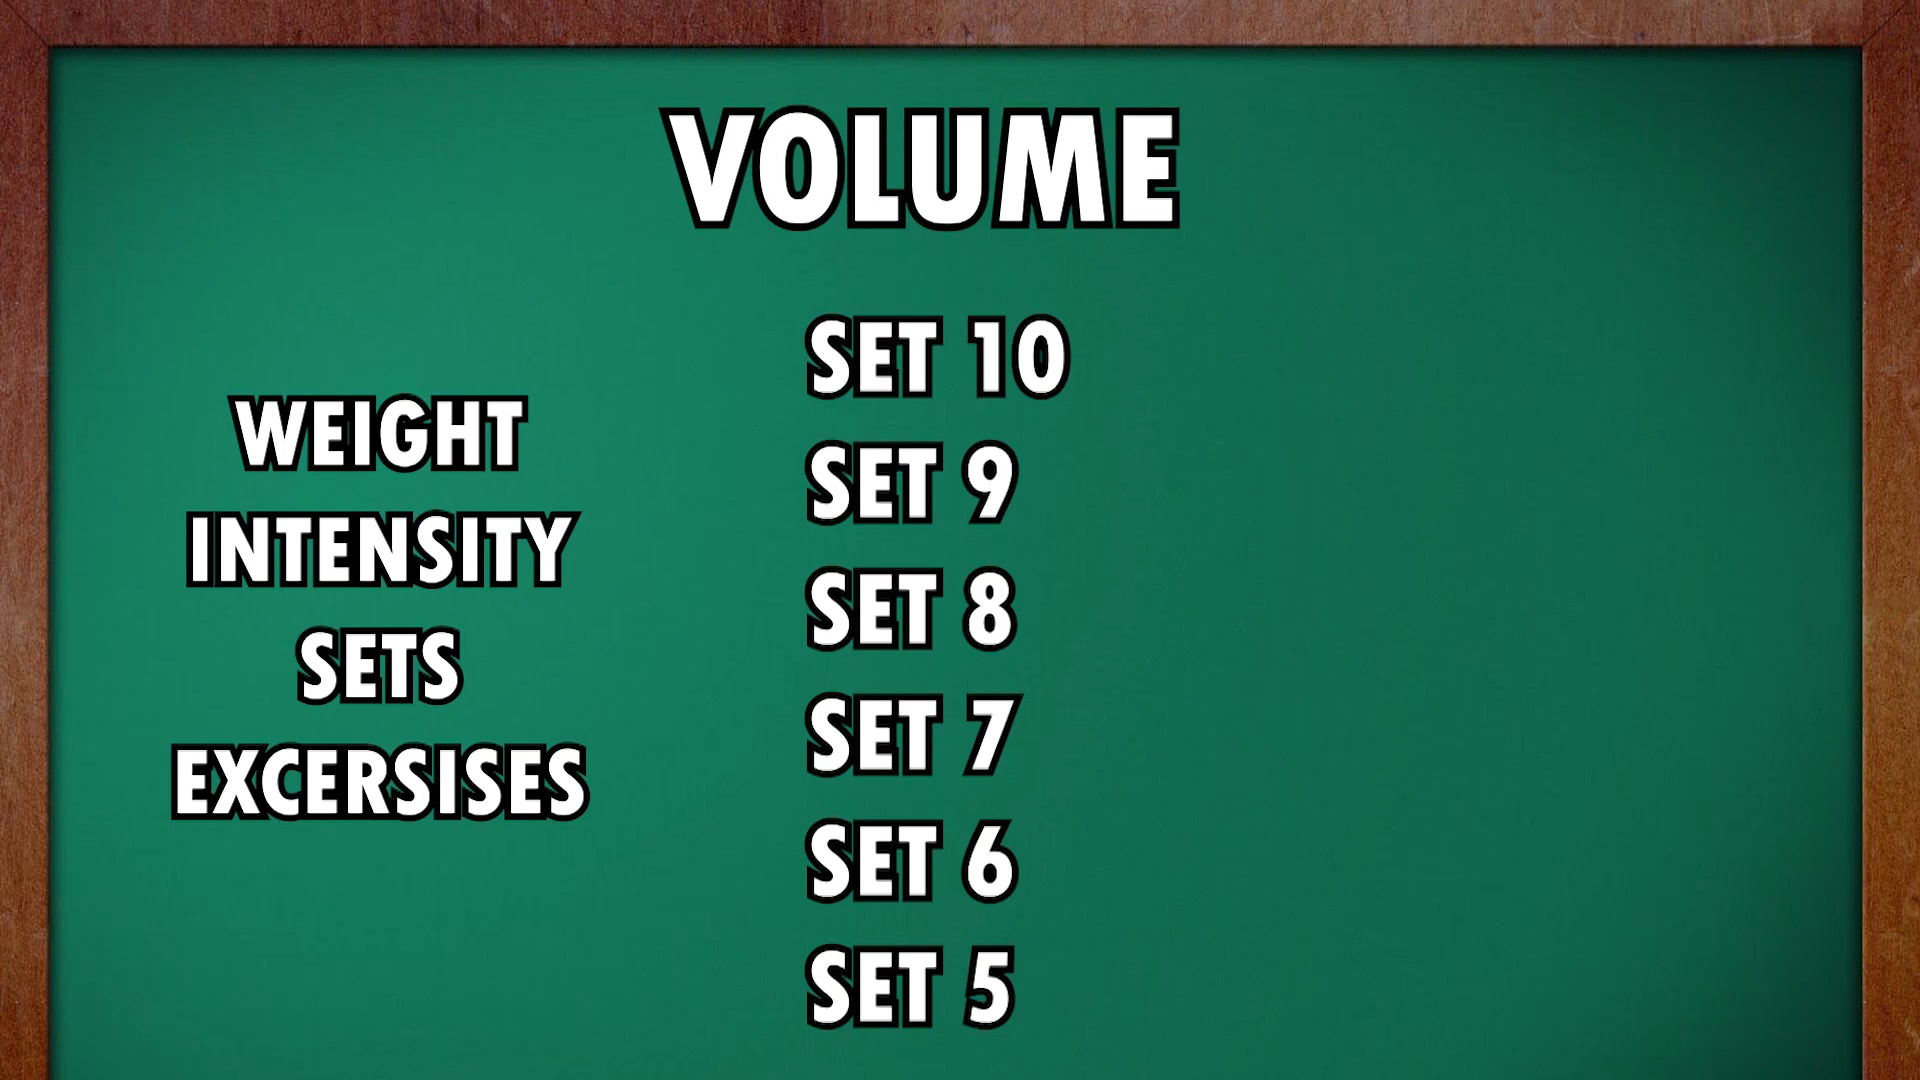 VOLUME
WEIGHT
INTENSITY
SETS
EXCERSISES
SET 10
SET 9
SET 8
SET 7
SET 6
SET 5